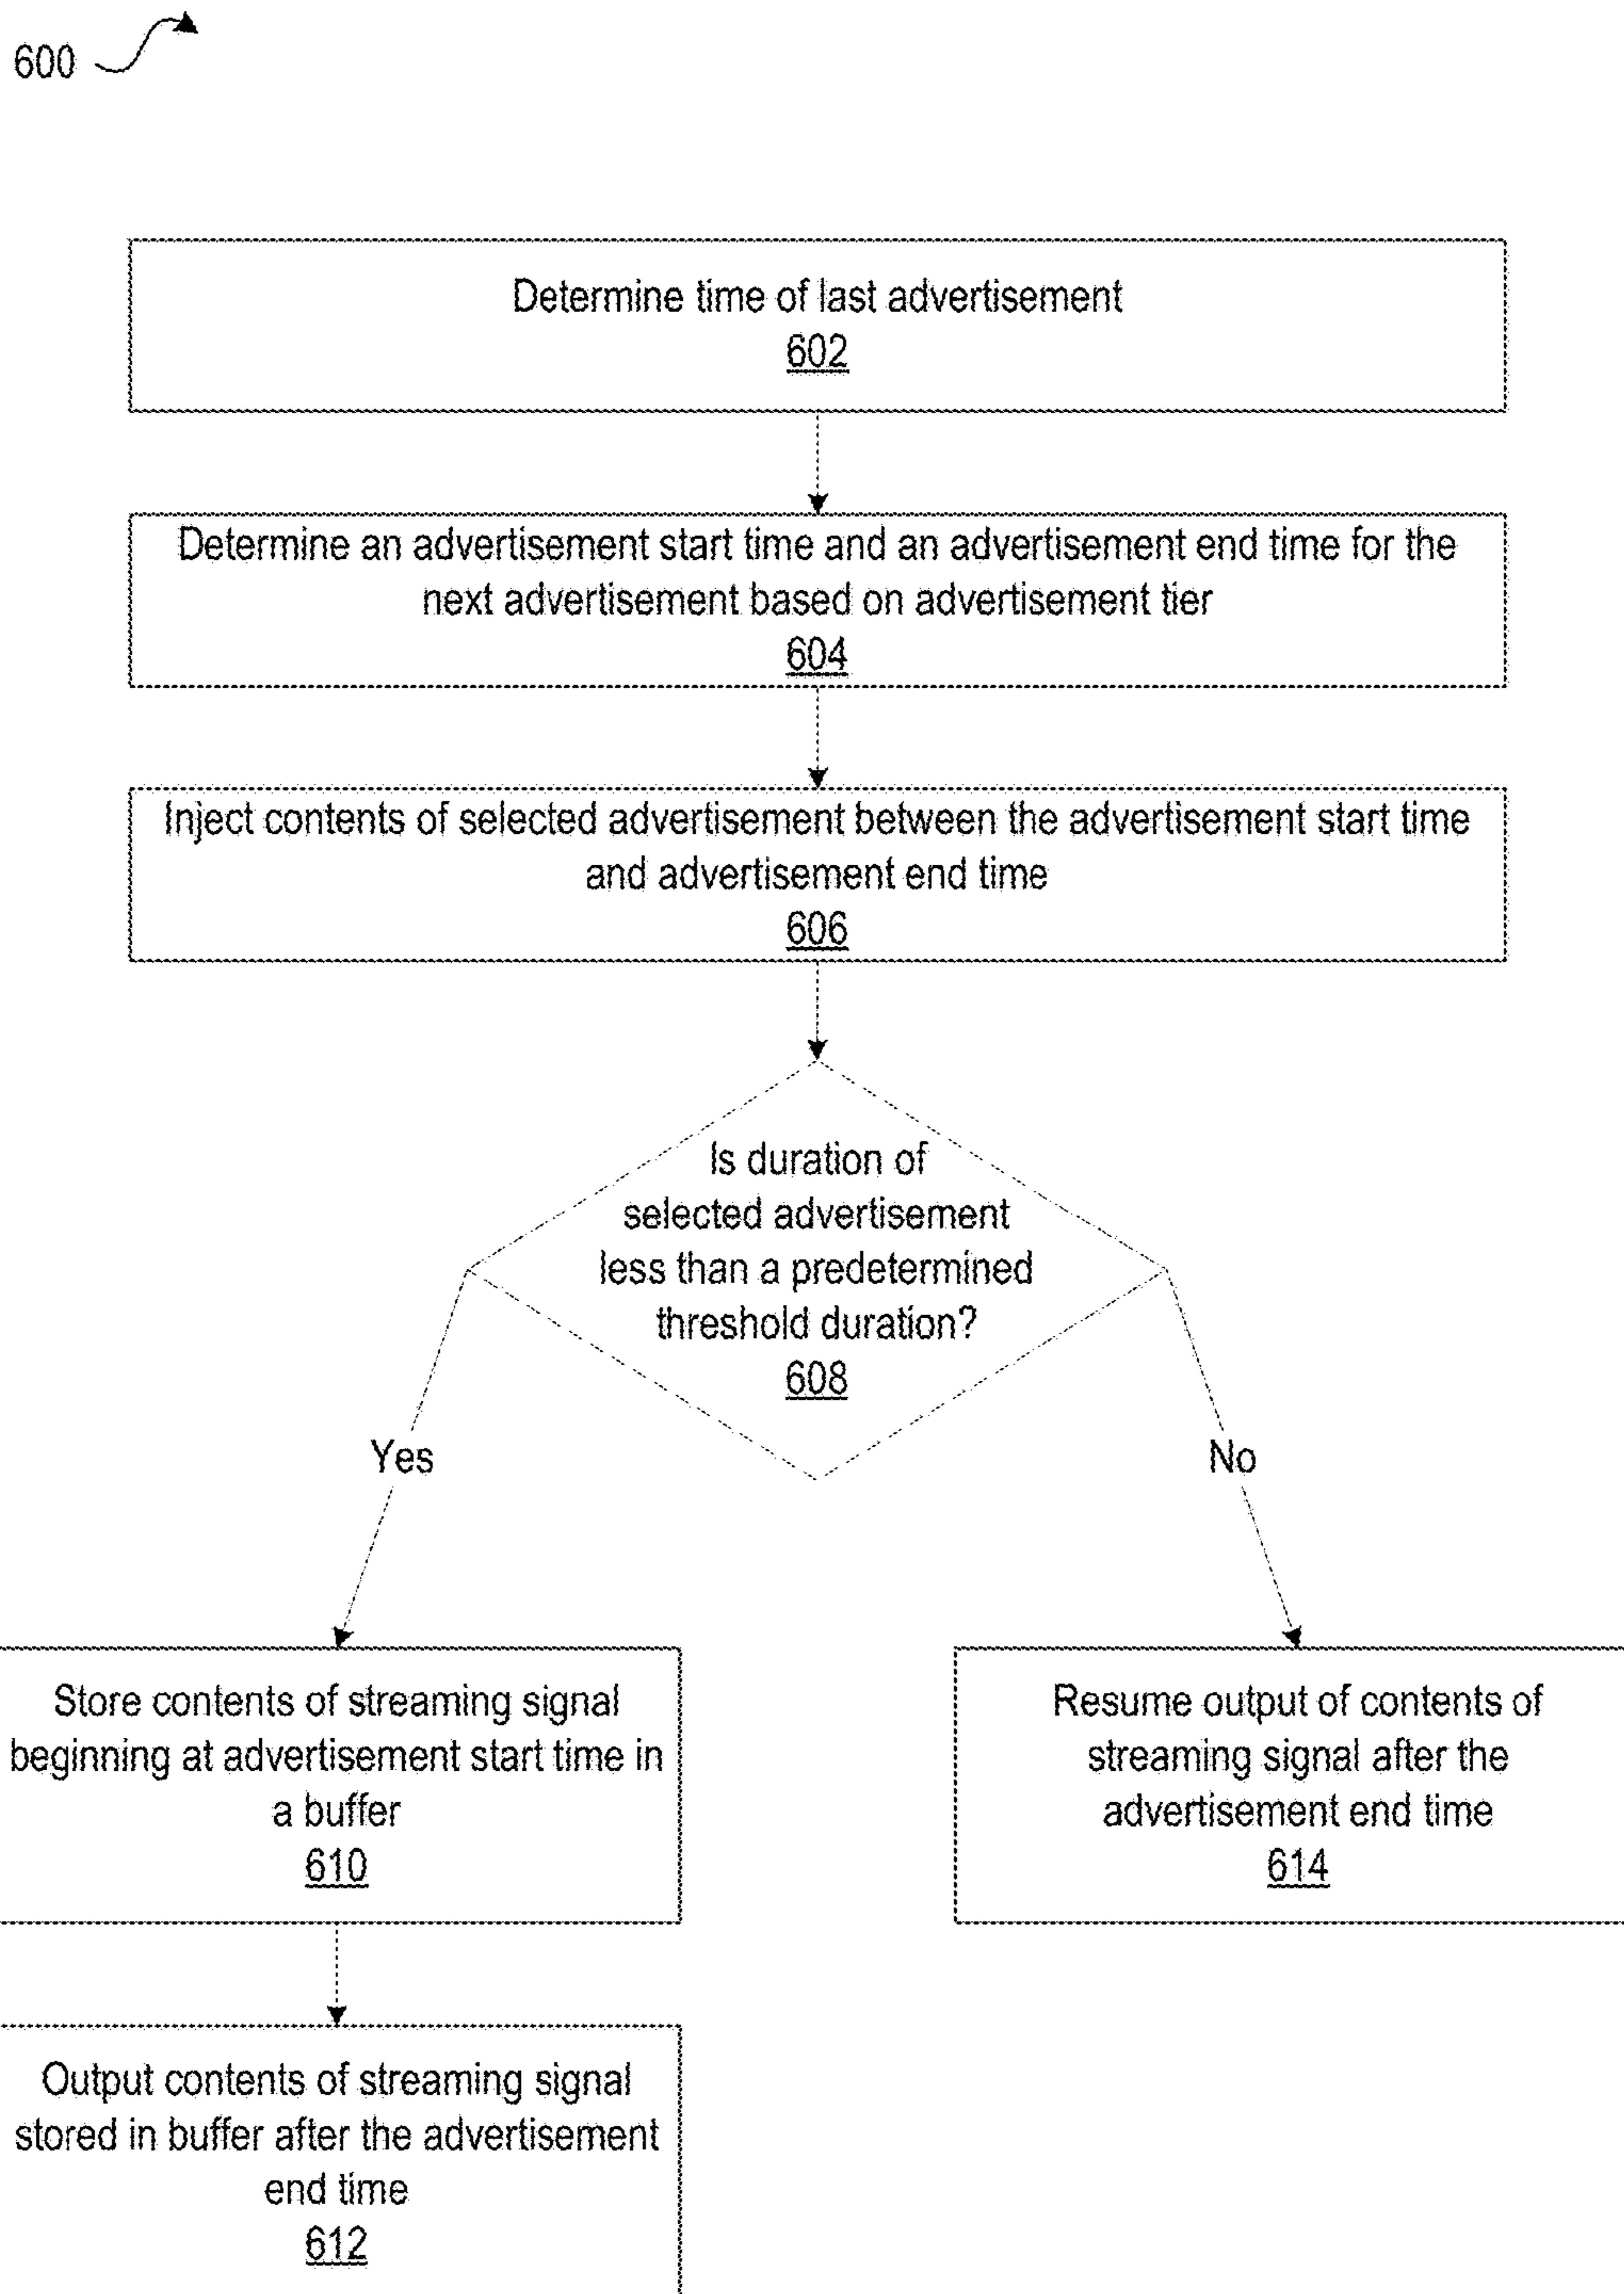 600
Determine time of last advertisement
602
Determine an advertisement start time and an advertisement end time for the
next advertisement based on advertisement tier
604
Inject contents of selected advertisement between the advertisement start time
and advertisement end time
606
Is duration of
selected advertisement
less than a predetermined
threshold duration?
608
Yes
No
Store contents of streaming signal
beginning at advertisement start time in
a buffer
610
Resume output of contents of
streaming signal after the
advertisement end time
614
Output contents of streaming signal
stored in buffer after the advertisement
end time
612